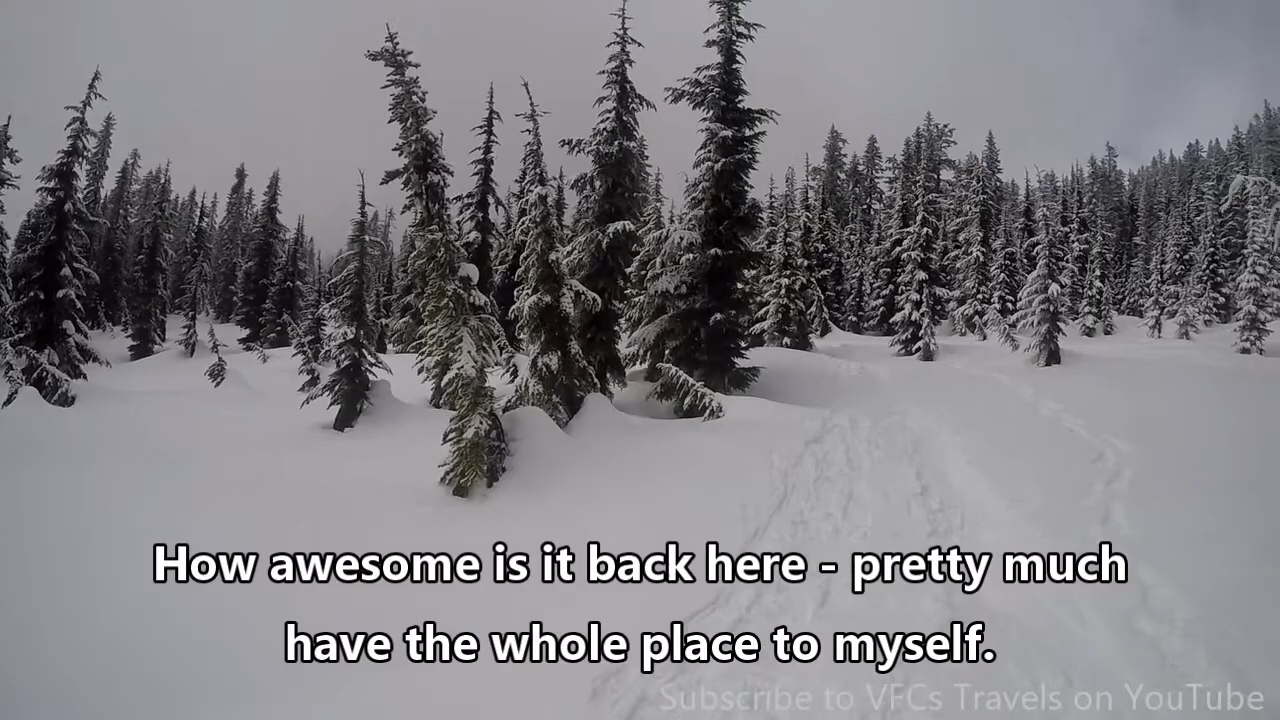 How awesome is it back here - pretty much
have the whole place to myself.
Subscribe to VFCs Travels on YouTube